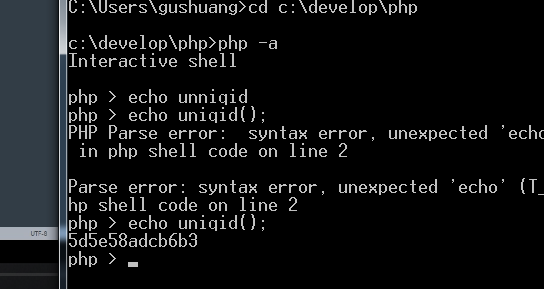 C:\Users\gushuang>cd c:\develop\php
c:\develop\php>php -a
Interactive shell
php > echo unniqid
php > echo uniqid();
PHP Parse error:  syntax error, unexpected 'echo
 in php shell code on line 2
Parse error: syntax error, unexpected 'echo' (T_
hp shell code on line 2
php > echo uniqid();
5d5e58adcb6b3
php >
UTF-8